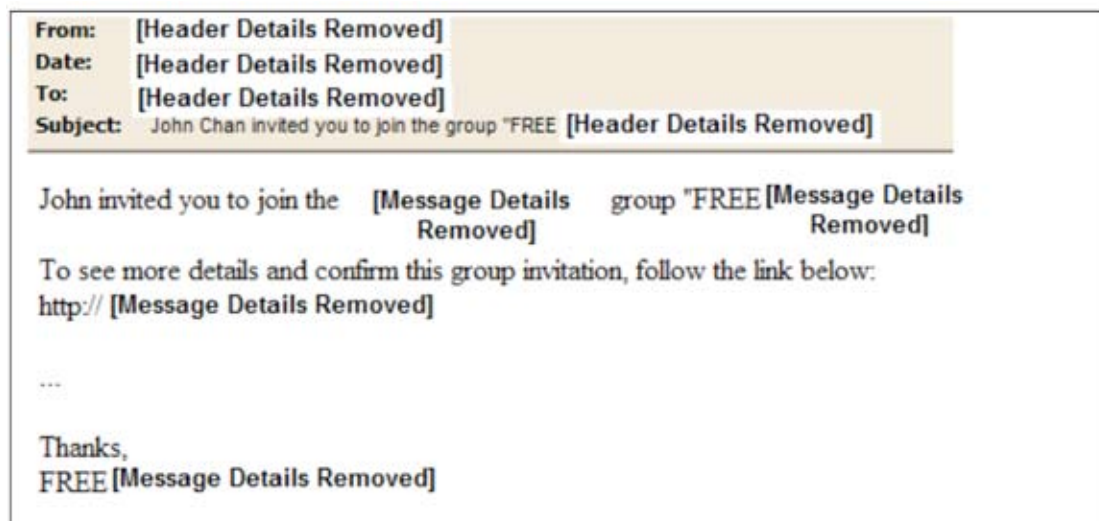 From: [Header Details Removed]
Date: [Header Details Removed]
To: [Header Details Removed]
Subject: John Chan invited you to join the group "FREE [Header Details Removed]
John invited you to join the [Message Details Removed] group "FREE [Message Details Removed]
To see more details and confirm this group invitation, follow the link below:
http:// [Message Details Removed]
...
Thanks,
FREE [Message Details Removed]